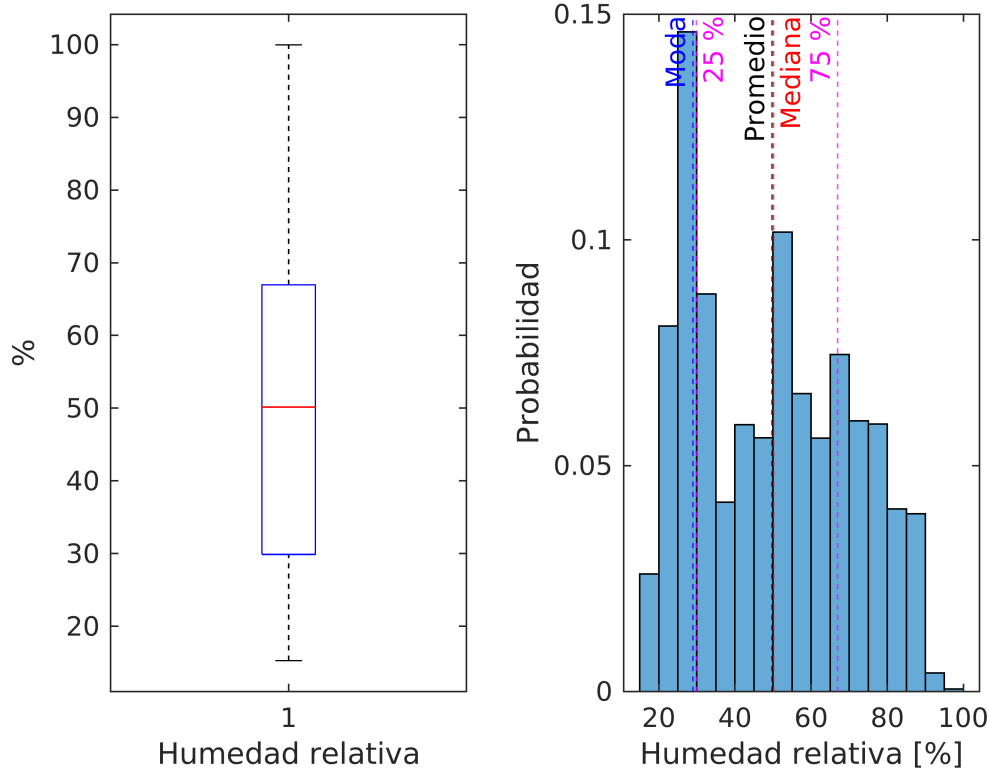 100
90
80
70
60
50
40
30
20
%
1
Humedad relativa
0.15
0.1
0.05
0
Probabilidad
Moda
25 %
Promedio
Mediana
75 %
20 40 60 80 100
Humedad relativa [%]